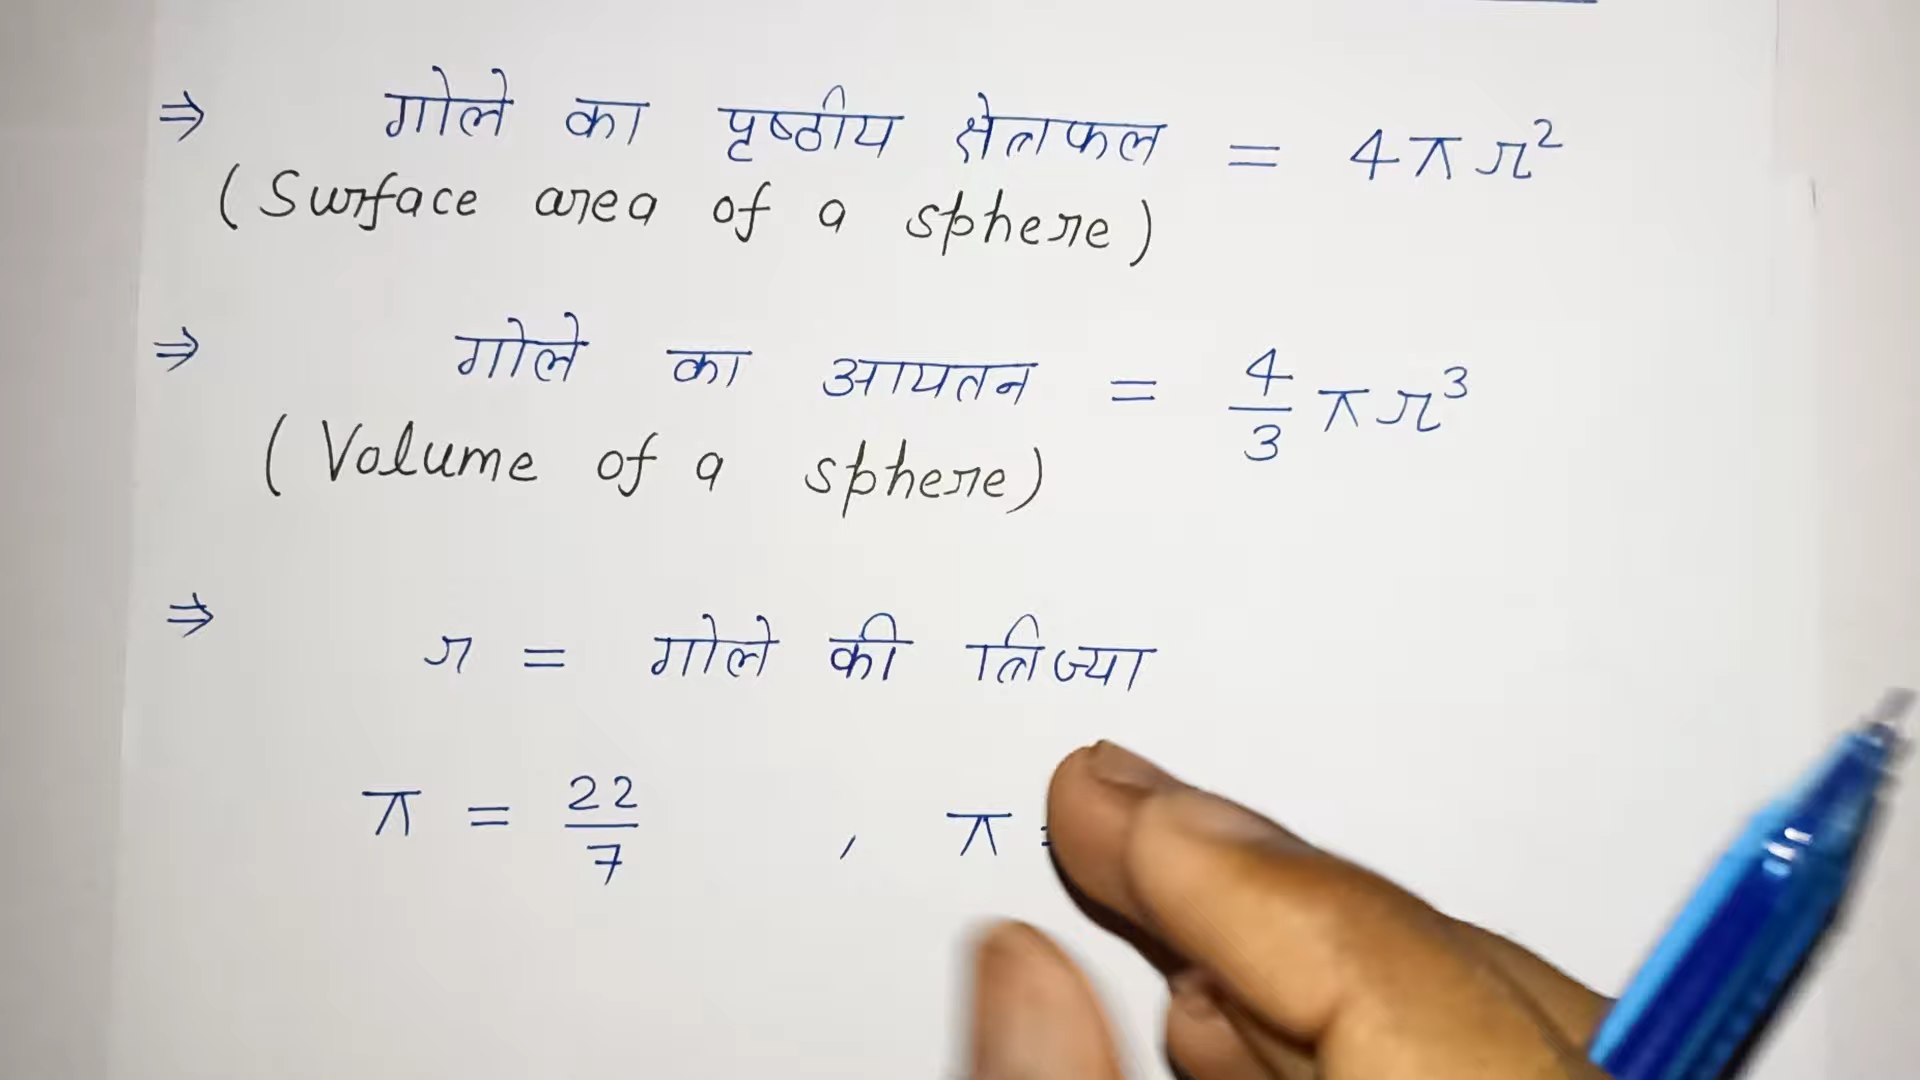 ⇒ गोले का पृष्ठीय क्षेत्रफल = 4πr²
(Surface area of a sphere)
⇒ गोले का आयतन = 4/3 πr³
(Volume of a sphere)
⇒ r = गोले की त्रिज्या
π = 22/7 , π